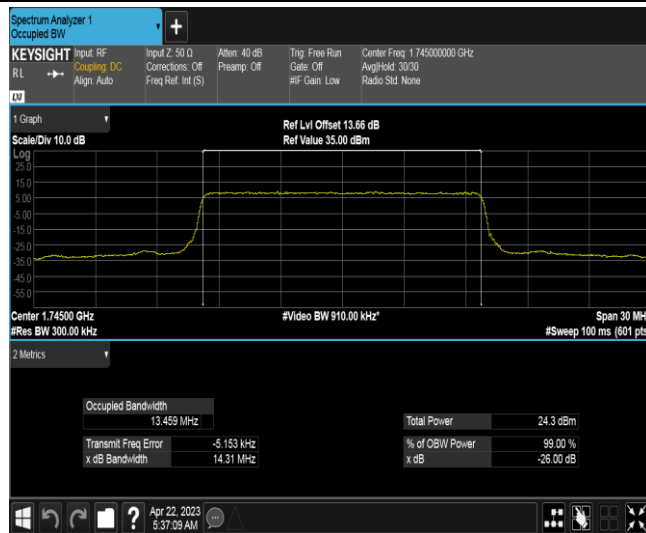 Spectrum Analyzer 1
Occupied BW
+
KEYSIGHT
RL
Input: RF
Coupling: DC
Align: Auto
Input Z: 50 Ω
Corrections: Off
Freq Ref: Int (S)
Atten: 40 dB
Preamp: Off
Trig: Free Run
Gate: Off
#IF Gain: Low
Center Freq: 1.745000000 GHz
Avg|Hold: 30/30
Radio Std: None
LXI
1 Graph
Scale/Div 10.0 dB
Ref Lvl Offset 13.66 dB
Ref Value 35.00 dBm
Log
25.0
15.0
5.00
-5.00
-15.0
-25.0
-35.0
-45.0
-55.0
Center 1.74500 GHz
#Res BW 300.00 kHz
#Video BW 910.00 kHz*
Span 30 MH
#Sweep 100 ms (601 pts
2 Metrics
Occupied Bandwidth
13.459 MHz
Transmit Freq Error -5.153 kHz
x dB Bandwidth 14.31 MHz
Total Power 24.3 dBm
% of OBW Power 99.00 %
x dB -26.00 dB
?
Apr 22, 2023
5:37:09 AM